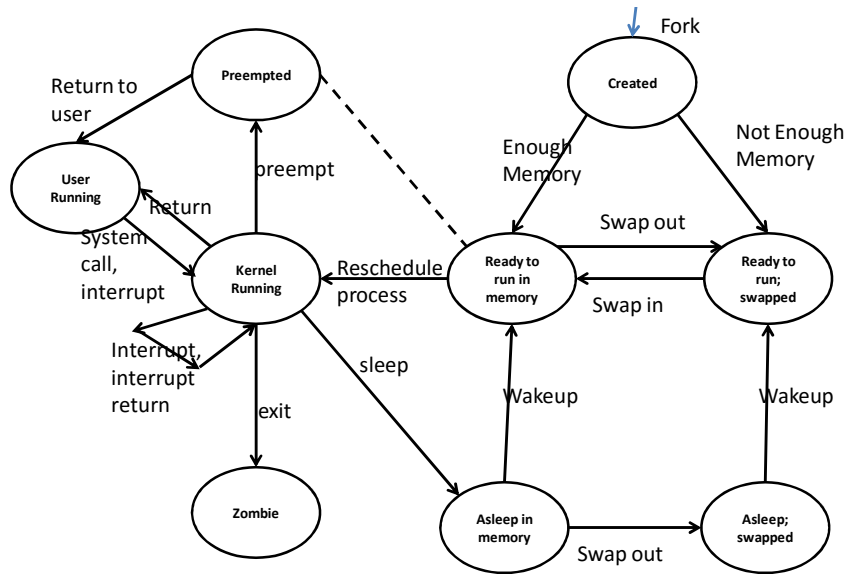 Fork
Preempted
Created
Return to
user
Enough
Memory
Not Enough
Memory
preempt
User
Running
Return
System
call,
interrupt
Swap out
Kernel
Running
Reschedule
process
Ready to
run in
memory
Ready to
run;
swapped
Swap in
Interrupt,
interrupt
return
sleep
exit
Wakeup
Wakeup
Zombie
Asleep in
memory
Asleep;
swapped
Swap out